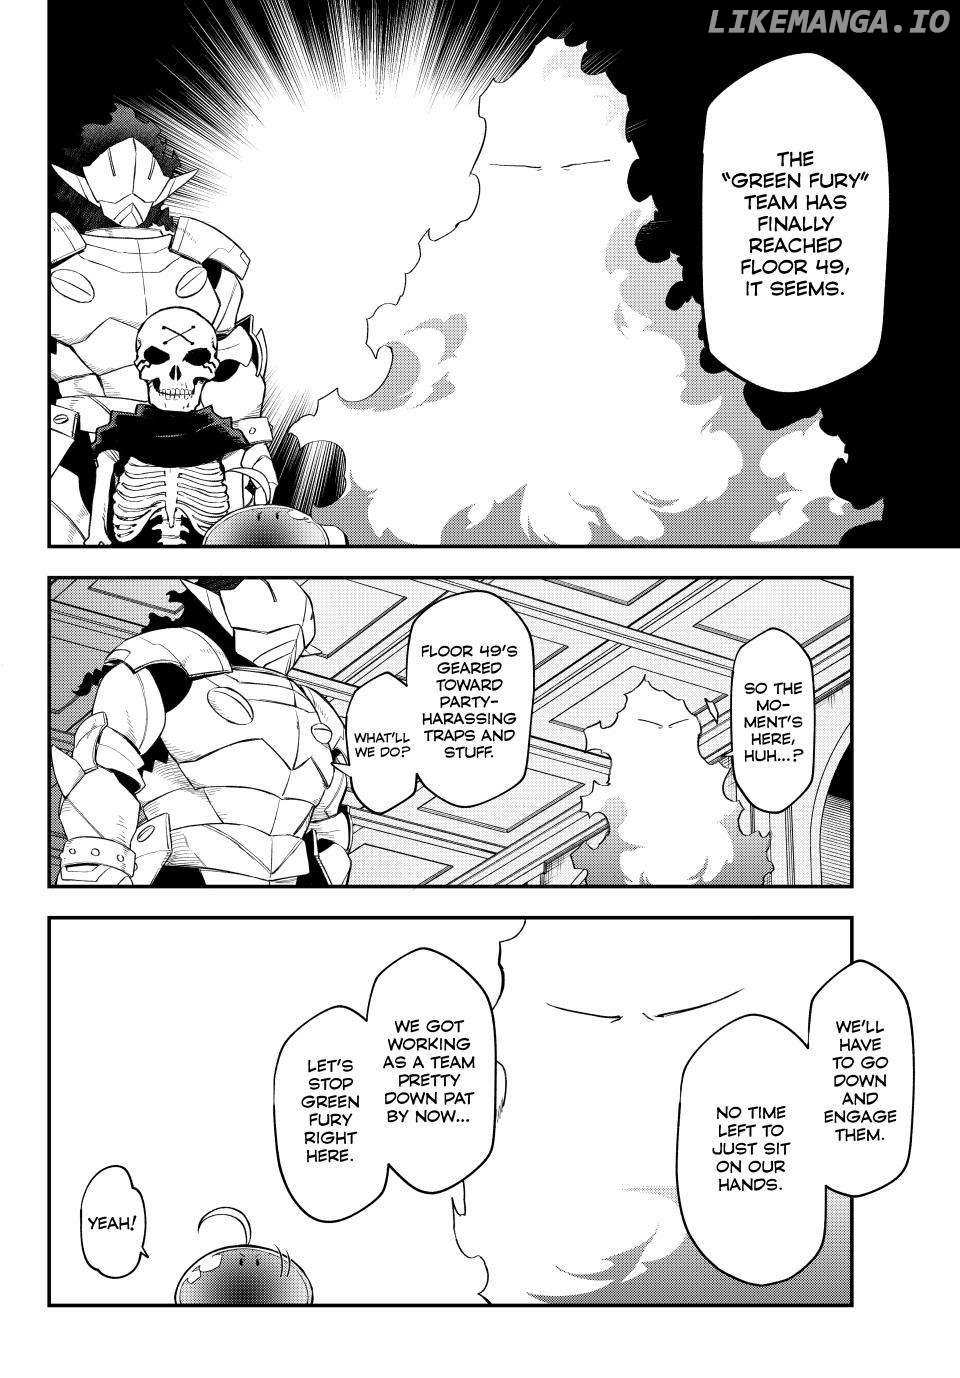 LIKEMANGA.IO
THE
"GREEN FURY"
TEAM HAS
FINALLY
REACHED
FLOOR 49,
IT SEEMS.
SO THE
MO-
MENT'S
HERE,
HUH...?
FLOOR 49'S
GEARED
TOWARD
PARTY-
HARASSING
TRAPS AND
STUFF.
WHAT'LL
WE DO?
WE'LL
HAVE
TO GO
DOWN
AND
ENGAGE
THEM.
NO TIME
LEFT TO
JUST SIT
ON OUR
HANDS.
WE GOT
WORKING
AS A TEAM
PRETTY
DOWN PAT
BY NOW...
LET'S
STOP
GREEN
FURY
RIGHT
HERE.
YEAH!